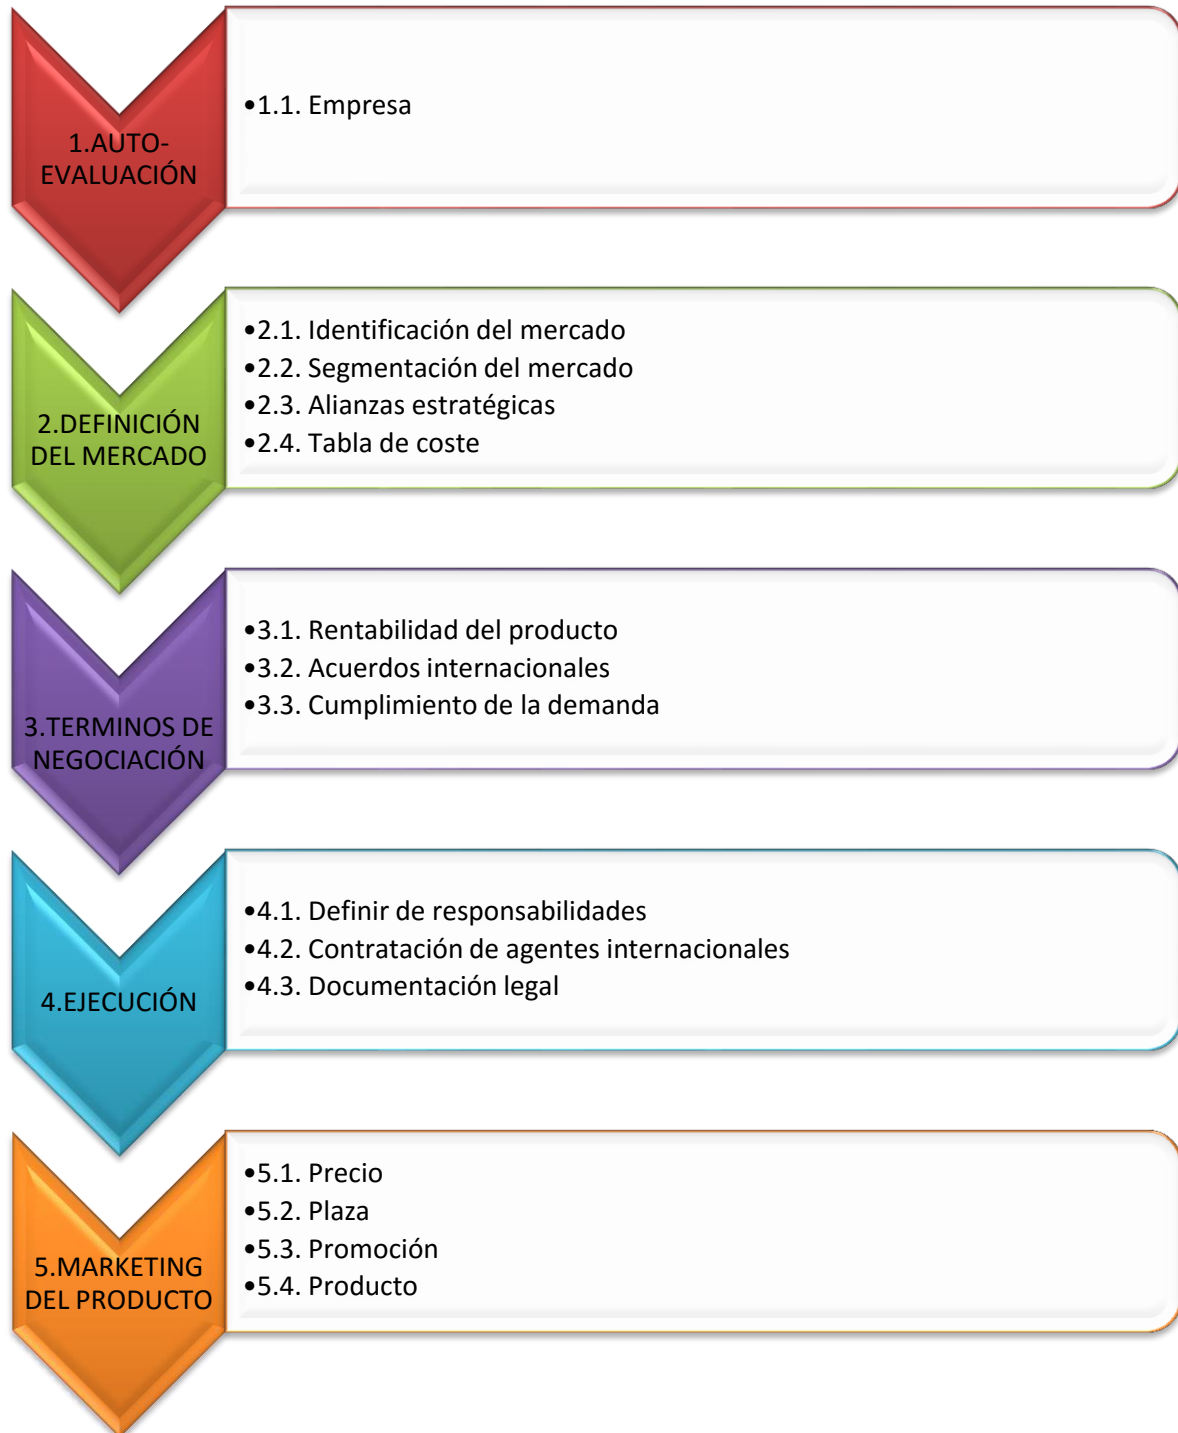 1.AUTO-
EVALUACIÓN
•1.1. Empresa
2.DEFINICIÓN
DEL MERCADO
•2.1. Identificación del mercado
•2.2. Segmentación del mercado
•2.3. Alianzas estratégicas
•2.4. Tabla de coste
3.TERMINOS DE
NEGOCIACIÓN
•3.1. Rentabilidad del producto
•3.2. Acuerdos internacionales
•3.3. Cumplimiento de la demanda
4.EJECUCIÓN
•4.1. Definir de responsabilidades
•4.2. Contratación de agentes internacionales
•4.3. Documentación legal
5.MARKETING
DEL PRODUCTO
•5.1. Precio
•5.2. Plaza
•5.3. Promoción
•5.4. Producto